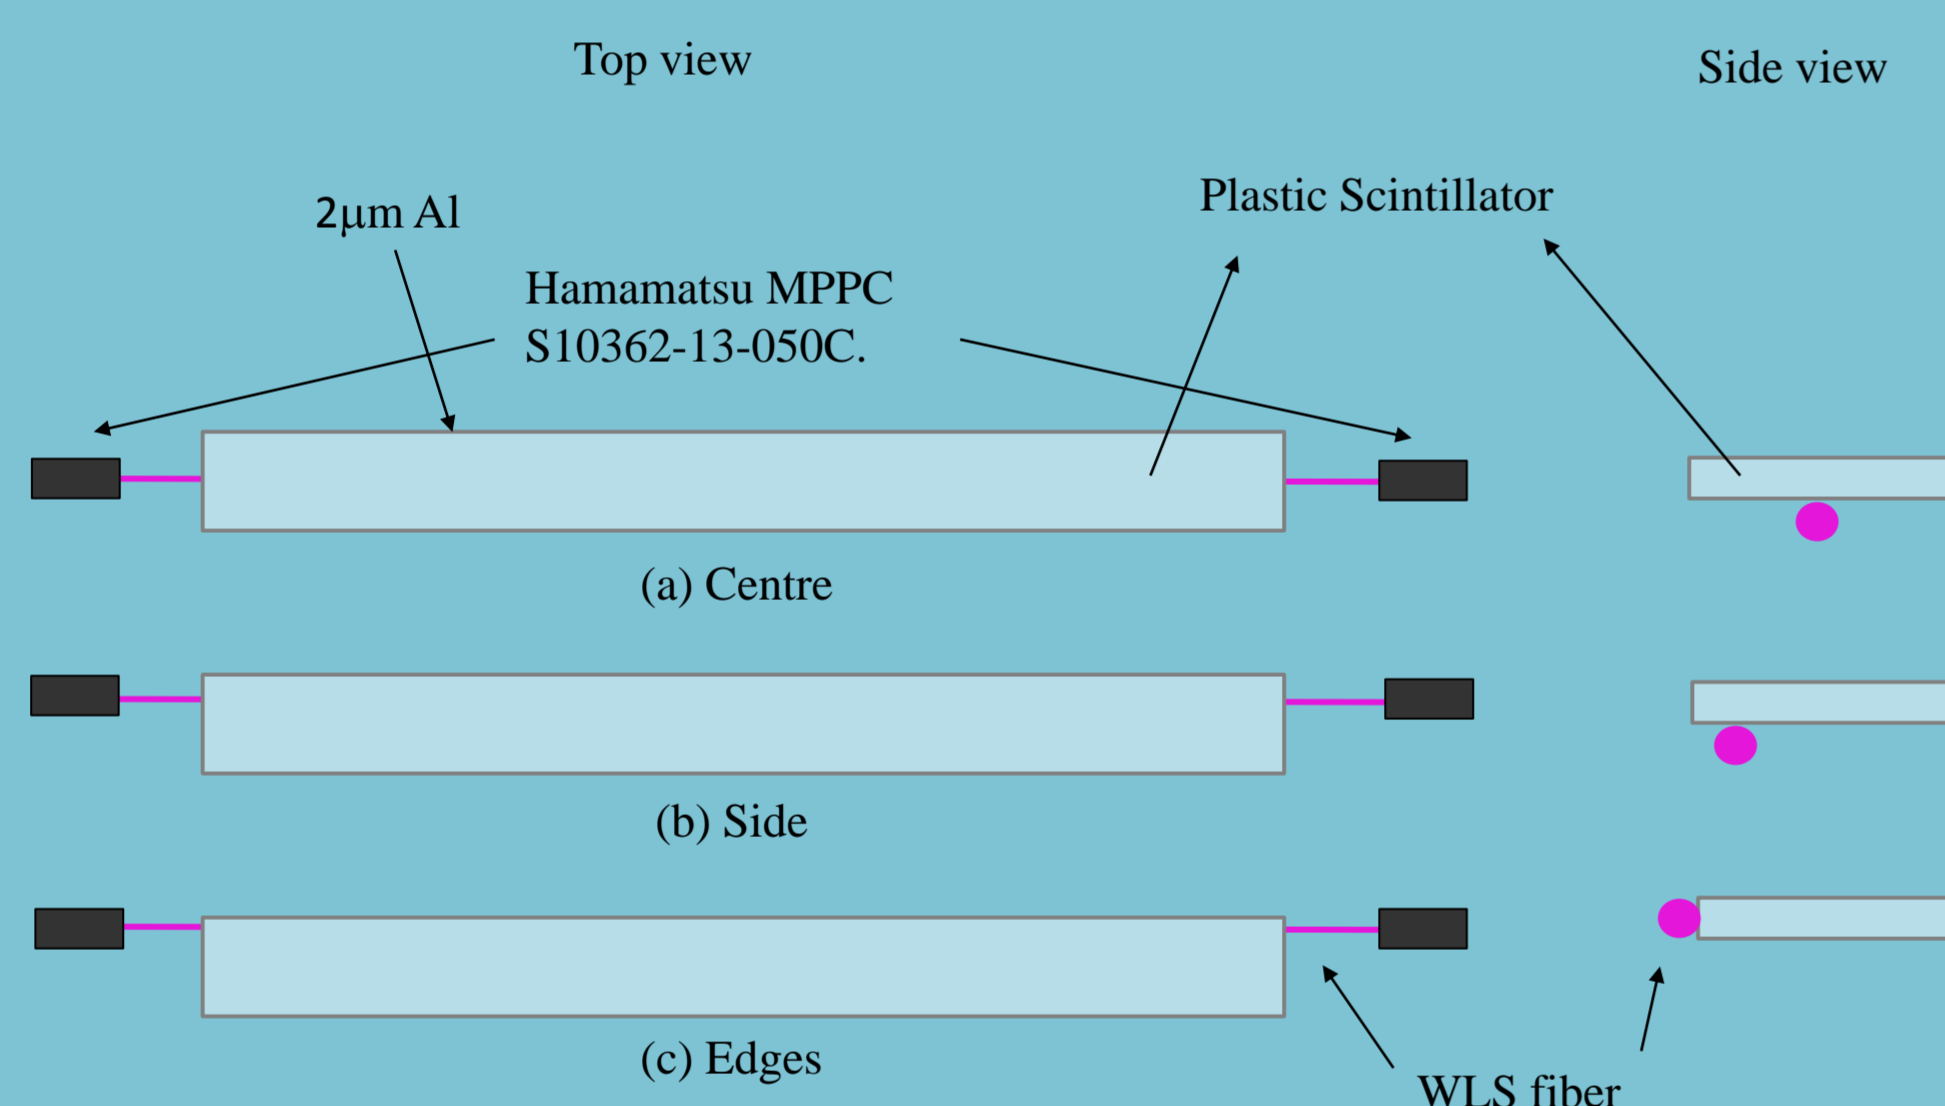 Top view
Side view
Plastic Scintillator
2μm Al
Hamamatsu MPPC
S10362-13-050C.
(a) Centre
(b) Side
(c) Edges
WLS fiber